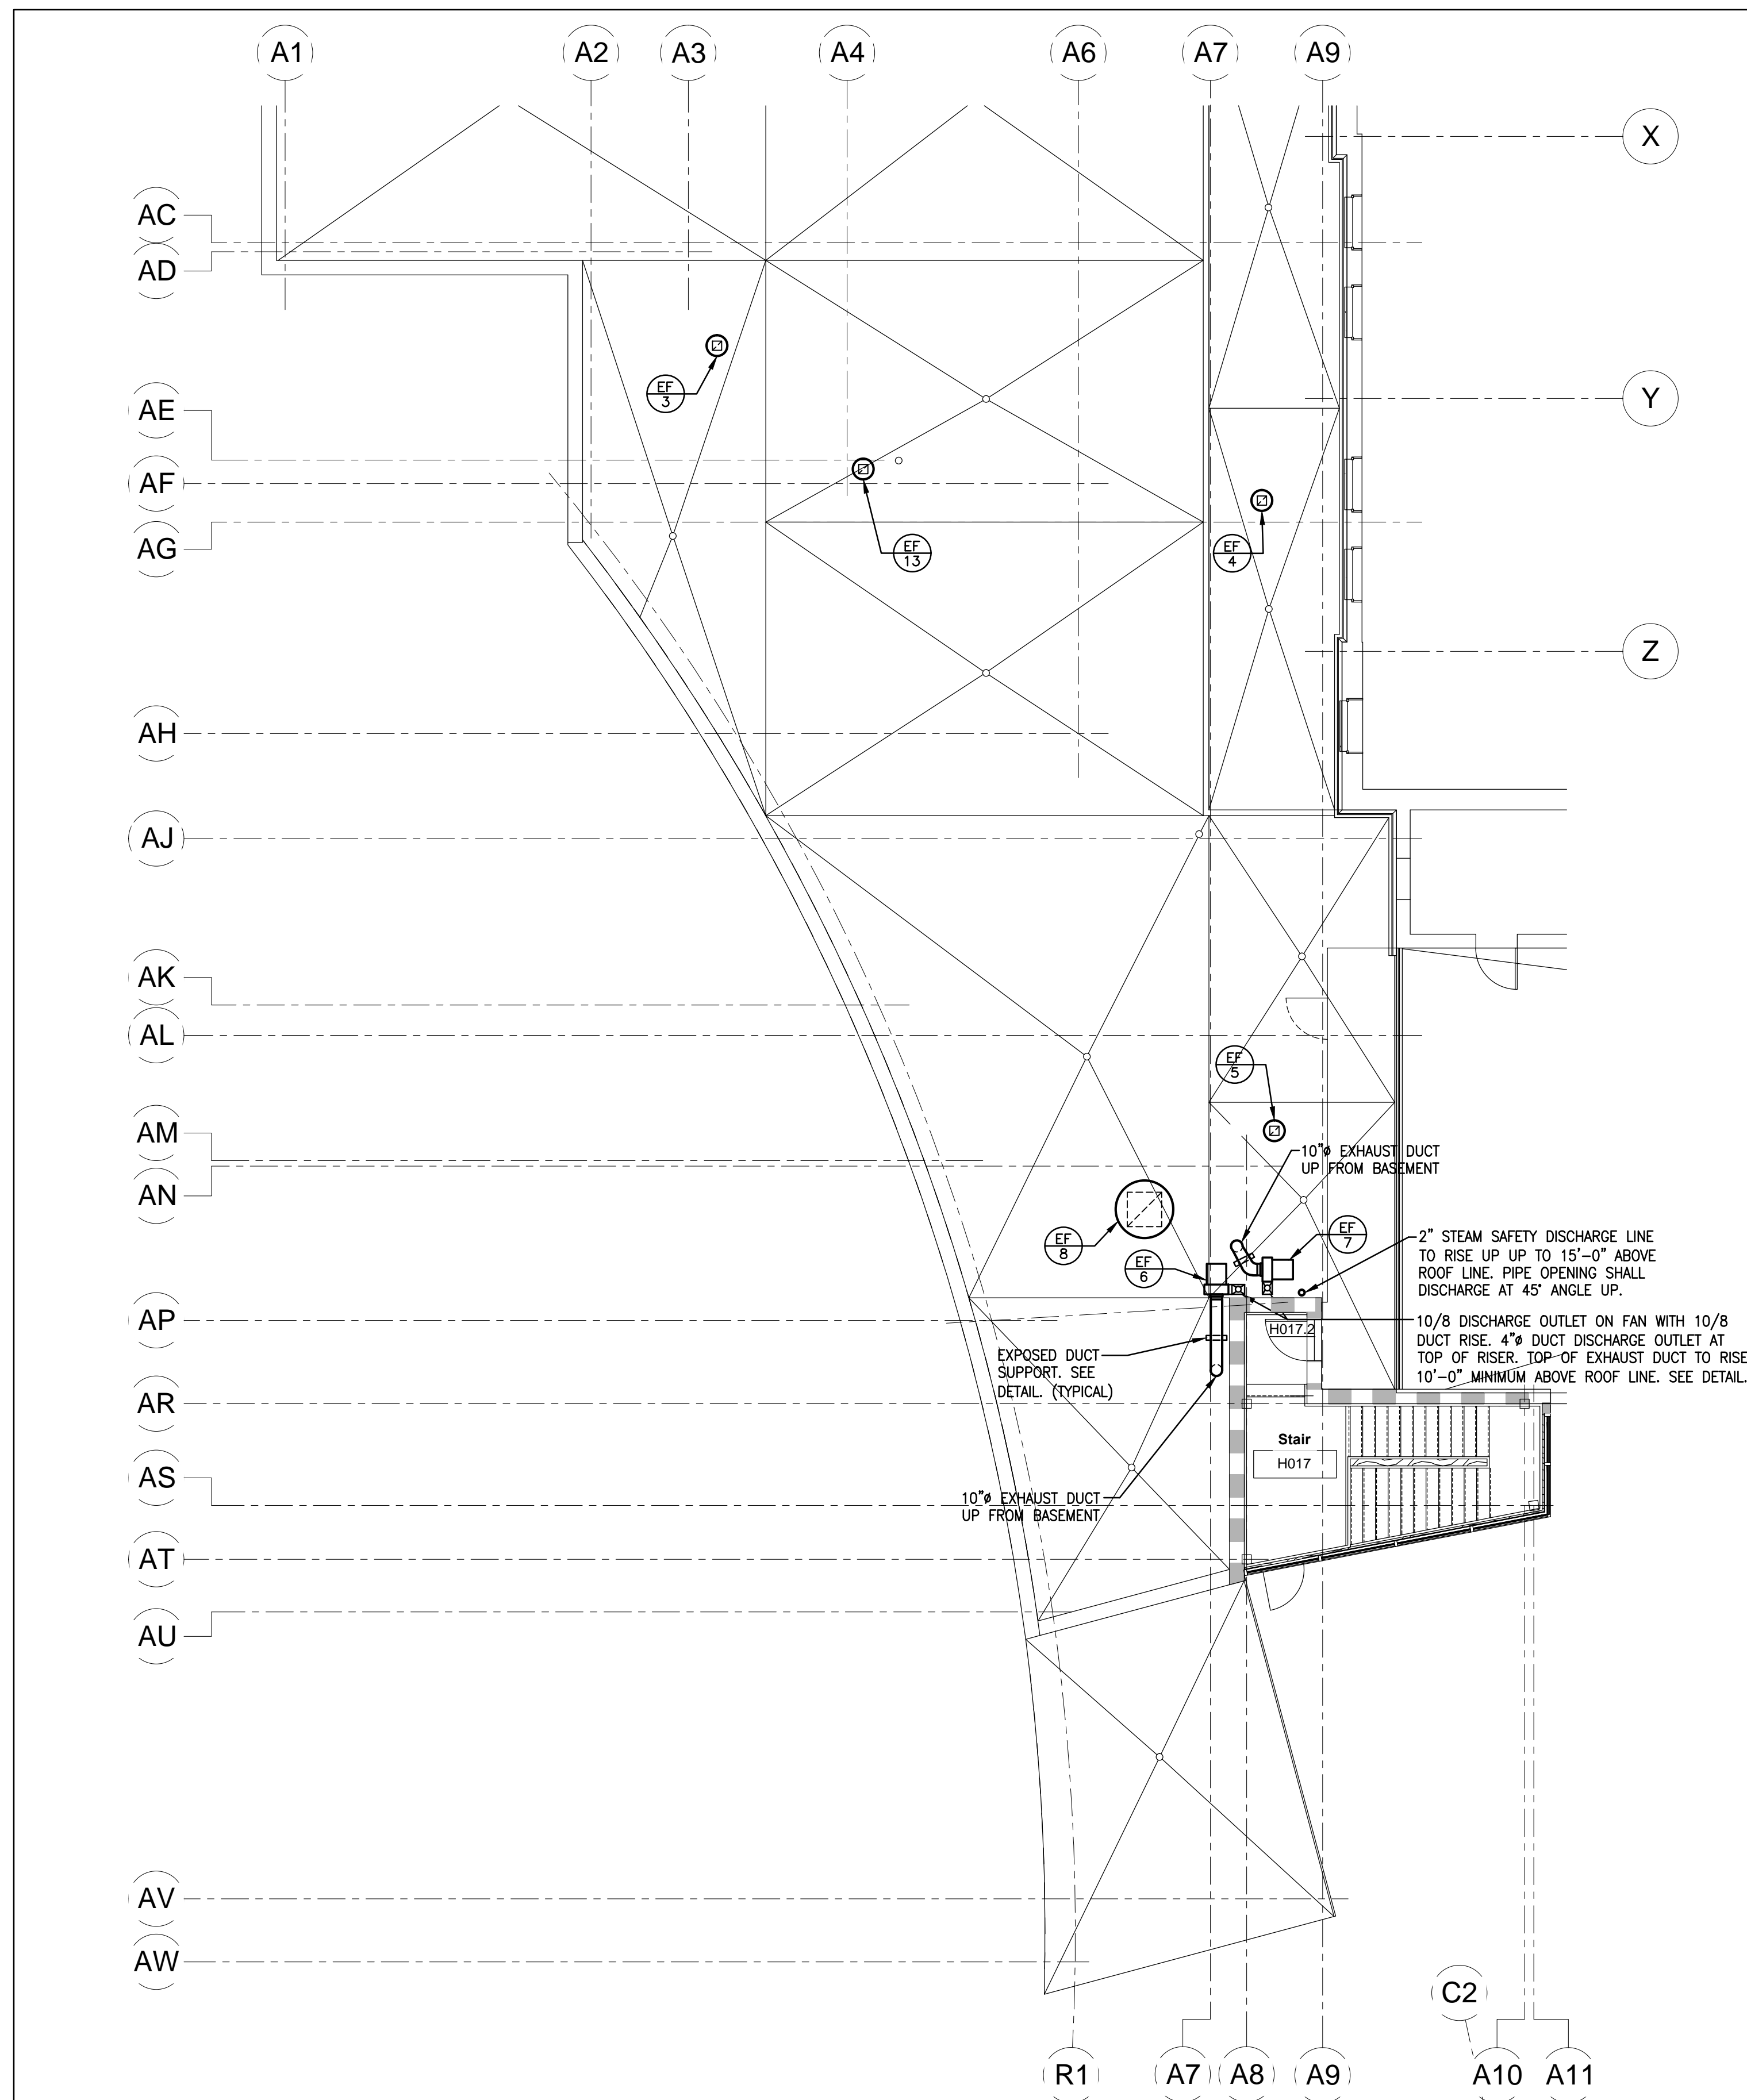 A1
A2
A3
A4
A6
A7
A9
X
AC
AD
EF
3
AE
Y
AF
EF
13
EF
4
AG
Z
AH
AJ
AK
AL
EF
5
AM
10"ø EXHAUST DUCT
UP FROM BASEMENT
AN
EF
8
EF
6
EF
7
2" STEAM SAFETY DISCHARGE LINE
TO RISE UP UP TO 15'-0" ABOVE
ROOF LINE. PIPE OPENING SHALL
DISCHARGE AT 45° ANGLE UP.
AP
H017.2
10/8 DISCHARGE OUTLET ON FAN WITH 10/8
DUCT RISE. 4"ø DUCT DISCHARGE OUTLET AT
TOP OF RISER. TOP OF EXHAUST DUCT TO RISE
10'-0" MINIMUM ABOVE ROOF LINE. SEE DETAIL.
EXPOSED DUCT
SUPPORT. SEE
DETAIL. (TYPICAL)
AR
Stair
H017
AS
10"ø EXHAUST DUCT
UP FROM BASEMENT
AT
AU
AV
AW
C2
R1
A7
A8
A9
A10
A11